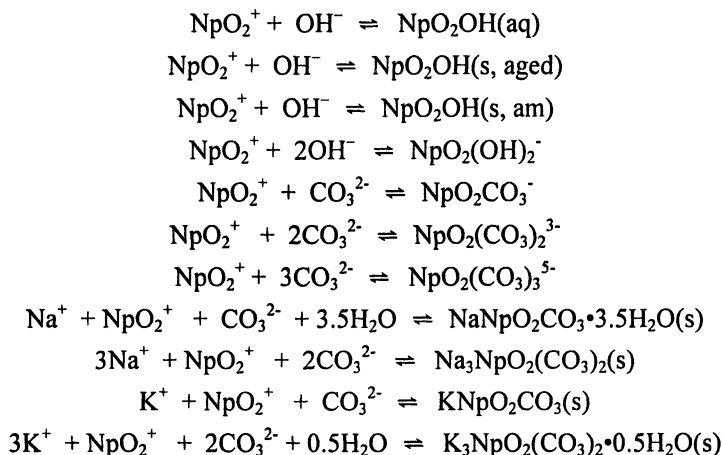 NpO₂⁺ + OH⁻ ⇌ NpO₂OH(aq)
NpO₂⁺ + OH⁻ ⇌ NpO₂OH(s, aged)
NpO₂⁺ + OH⁻ ⇌ NpO₂OH(s, am)
NpO₂⁺ + 2OH⁻ ⇌ NpO₂(OH)₂⁻
NpO₂⁺ + CO₃²⁻ ⇌ NpO₂CO₃⁻
NpO₂⁺ + 2CO₃²⁻ ⇌ NpO₂(CO₃)₂³⁻
NpO₂⁺ + 3CO₃²⁻ ⇌ NpO₂(CO₃)₃⁵⁻
Na⁺ + NpO₂⁺ + CO₃²⁻ + 3.5H₂O ⇌ NaNpO₂CO₃•3.5H₂O(s)
3Na⁺ + NpO₂⁺ + 2CO₃²⁻ ⇌ Na₃NpO₂(CO₃)₂(s)
K⁺ + NpO₂⁺ + CO₃²⁻ ⇌ KNpO₂CO₃(s)
3K⁺ + NpO₂⁺ + 2CO₃²⁻ + 0.5H₂O ⇌ K₃NpO₂(CO₃)₂•0.5H₂O(s)